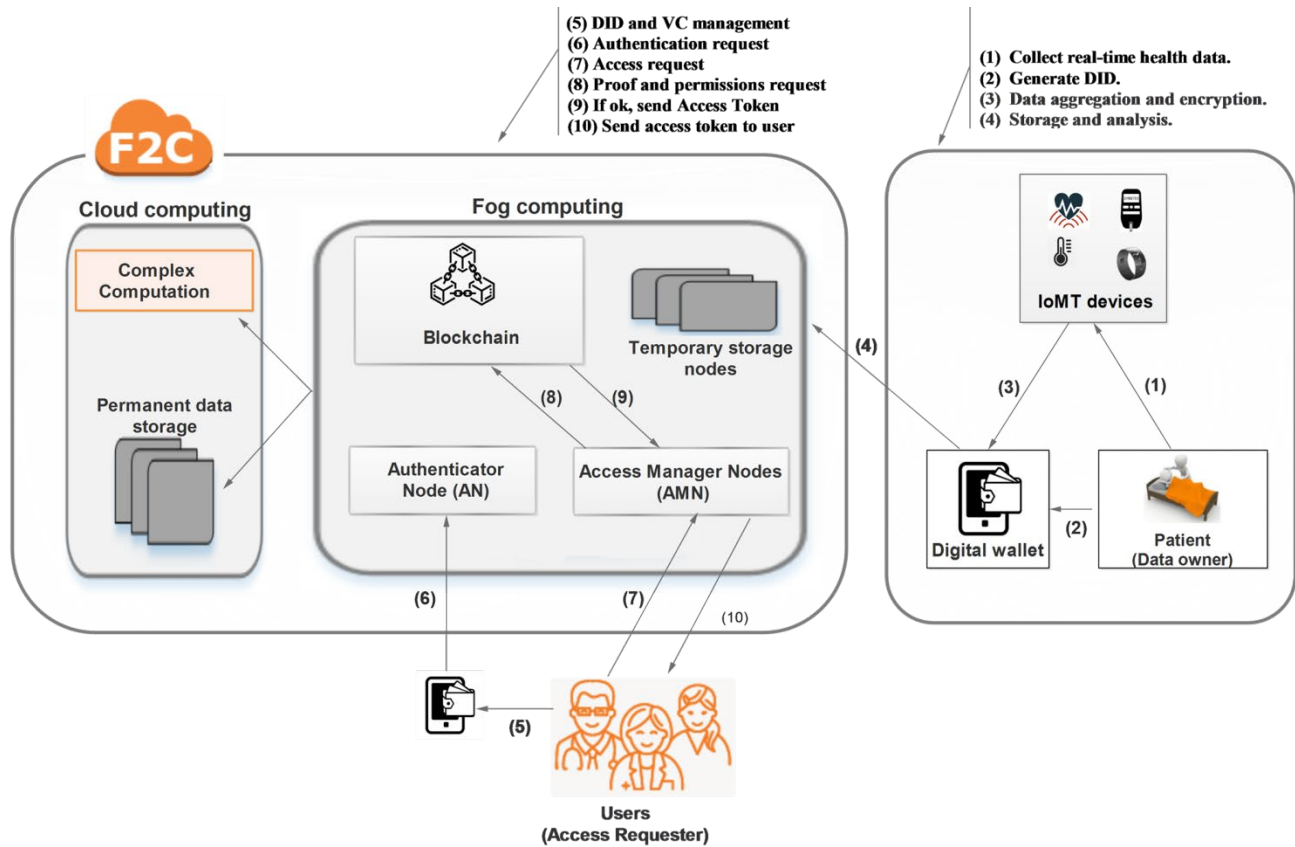 (5) DID and VC management
(6) Authentication request
(7) Access request
(8) Proof and permissions request
(9) If ok, send Access Token
(10) Send access token to user
(1) Collect real-time health data.
(2) Generate DID.
(3) Data aggregation and encryption.
(4) Storage and analysis.
F2C
Cloud computing
Complex
Computation
Permanent data
storage
Fog computing
Blockchain
Temporary storage
nodes
(8)
(9)
Authenticator
Node (AN)
Access Manager Nodes
(AMN)
(4)
IoMT devices
(3)
(1)
Digital wallet
(2)
Patient
(Data owner)
(6)
(7)
(10)
(5)
Users
(Access Requester)